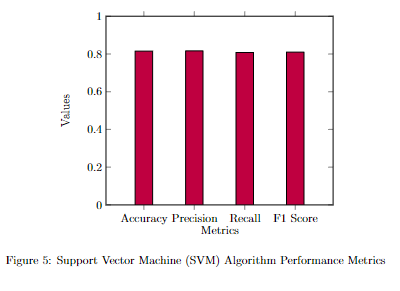 1
0.8
0.6
0.4
0.2
0
Values
Accuracy Precision Recall F1 Score
Metrics
Figure 5: Support Vector Machine (SVM) Algorithm Performance Metrics